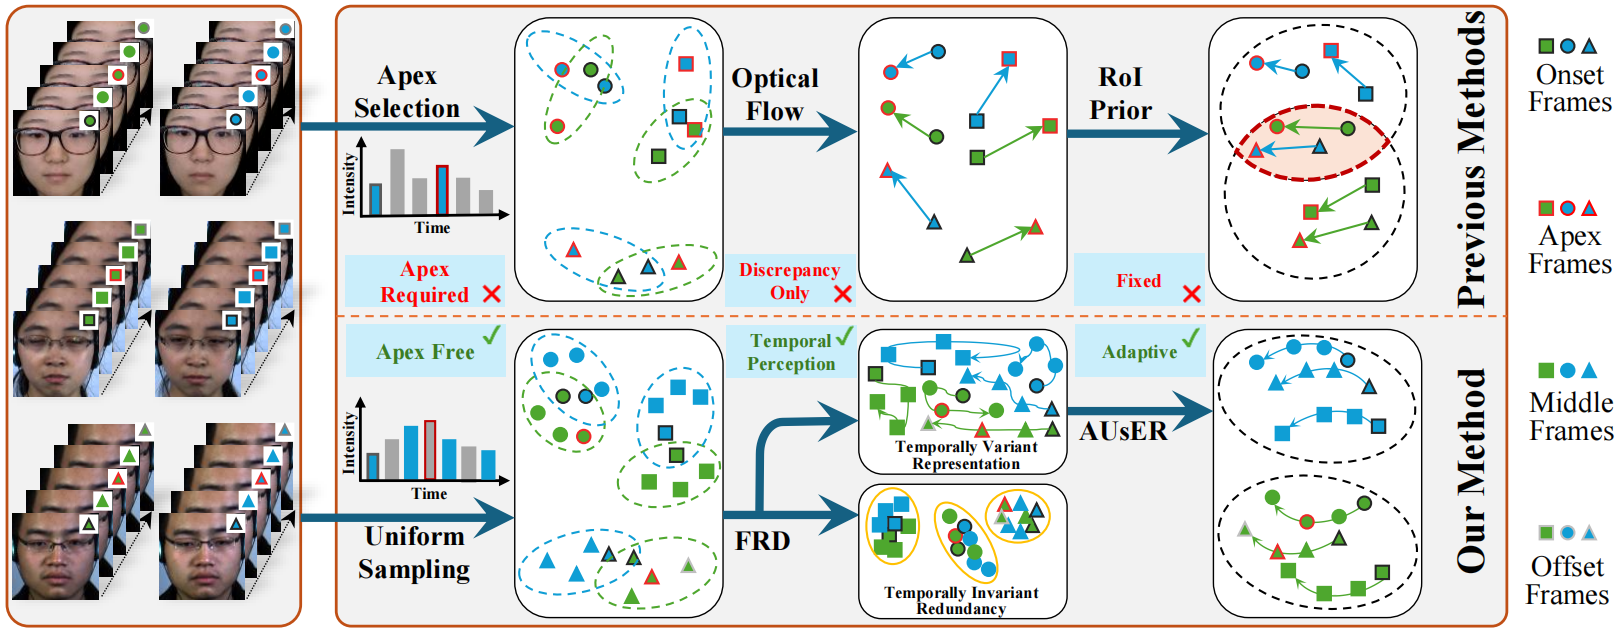 Apex
Selection
Intensity
Time
Apex
Required
Optical
Flow
Discrepancy
Only
RoI
Prior
Fixed
Previous Methods
Onset
Frames
Apex
Frames
Apex Free
Intensity
Time
Uniform
Sampling
Temporal
Perception
FRD
Temporally Variant
Representation
Temporally Invariant
Redundancy
Adaptive
AUsER
Our Method
Middle
Frames
Offset
Frames